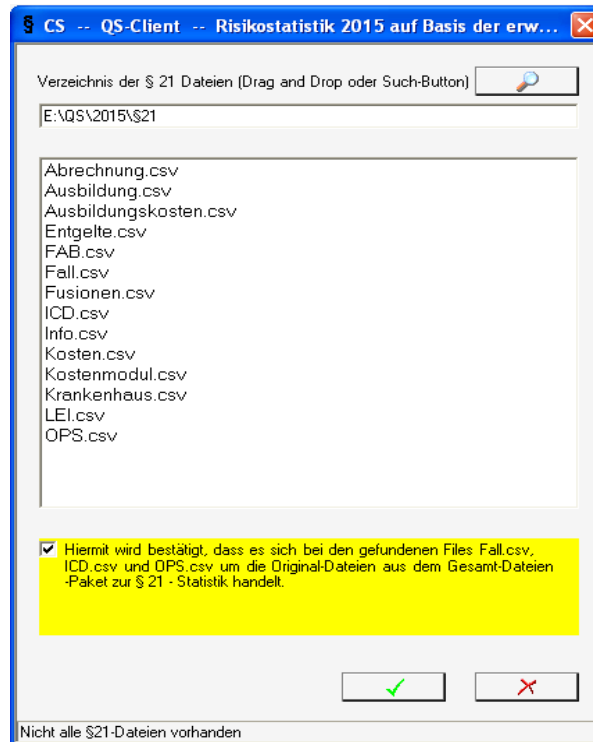 § CS -- QS-Client -- Risikostatistik 2015 auf Basis der erw...
Verzeichnis der § 21 Dateien (Drag and Drop oder Such-Button)
E:\QS\2015\§21
Abrechnung.csv
Ausbildung.csv
Ausbildungskosten.csv
Entgelte.csv
FAB.csv
Fall.csv
Fusionen.csv
ICD.csv
Info.csv
Kosten.csv
Kostenmodul.csv
Krankenhaus.csv
LEI.csv
OPS.csv
Hiermit wird bestätigt, dass es sich bei den gefundenen Files Fall.csv,
ICD.csv und OPS.csv um die Original-Dateien aus dem Gesamt-Dateien
-Paket zur § 21 - Statistik handelt.
Nicht alle §21-Dateien vorhanden